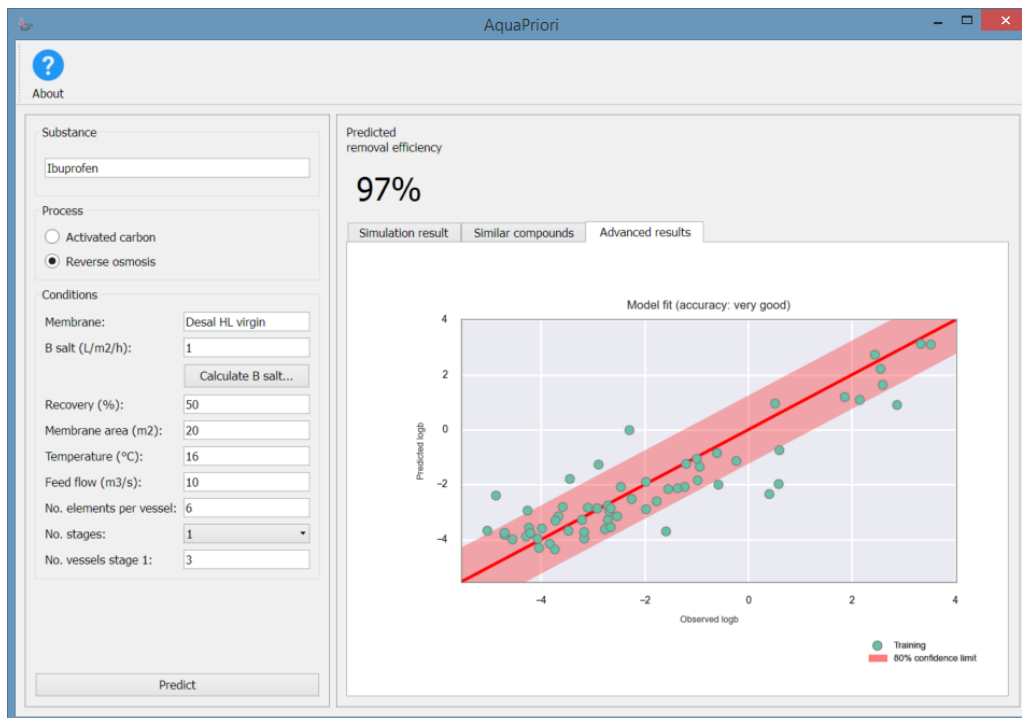 AquaPriori
?
About
Substance
Ibuprofen
Process
Activated carbon
Reverse osmosis
Conditions
Membrane: Desal HL virgin
B salt (L/m2/h): 1
Calculate B salt...
Recovery (%): 50
Membrane area (m2): 20
Temperature (ºC): 16
Feed flow (m3/s): 10
No. elements per vessel: 6
No. stages: 1
No. vessels stage 1: 3
Predict
Predicted
removal efficiency
97%
Simulation result Similar compounds Advanced results
Model fit (accuracy: very good)
4
2
0
−2
−4
Predicted logb
−4 −2 0 2 4
Observed logb
Training
80% confidence limit